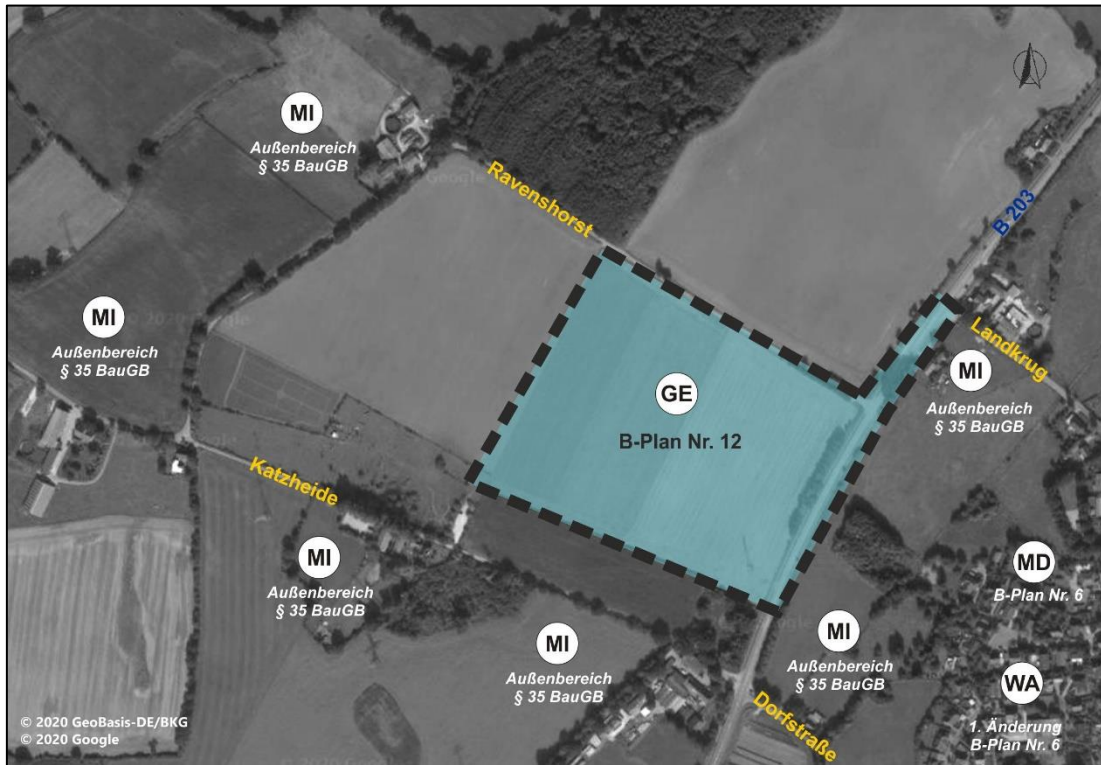 MI
Außenbereich
§ 35 BauGB
Ravenshorst
B 203
MI
Außenbereich
§ 35 BauGB
Landkrug
MI
Außenbereich
§ 35 BauGB
GE
B-Plan Nr. 12
Katzheide
MI
Außenbereich
§ 35 BauGB
MI
Außenbereich
§ 35 BauGB
MI
Außenbereich
§ 35 BauGB
MD
B-Plan Nr. 6
WA
1. Änderung
B-Plan Nr. 6
Dorfstraße
© 2020 GeoBasis-DE/BKG
© 2020 Google